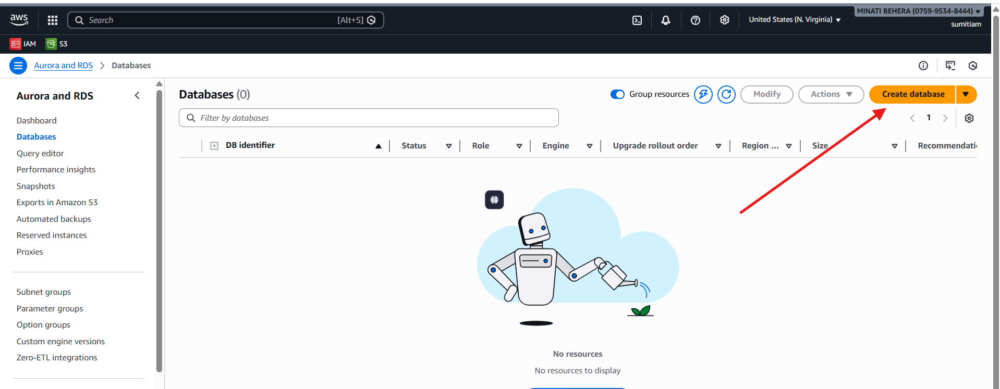 aws
Search
[Alt+S]
United States (N. Virginia)
MINATI BEHERA (0759-9534-8444)
sumitiam
IAM
S3
Aurora and RDS
Databases
Aurora and RDS
Dashboard
Databases
Query editor
Performance insights
Snapshots
Exports in Amazon S3
Automated backups
Reserved instances
Proxies
Subnet groups
Parameter groups
Option groups
Custom engine versions
Zero-ETL integrations
Databases (0)
Group resources
Modify
Actions
Create database
Filter by databases
1
DB identifier
Status
Role
Engine
Upgrade rollout order
Region ...
Size
Recommendati
No resources
No resources to display